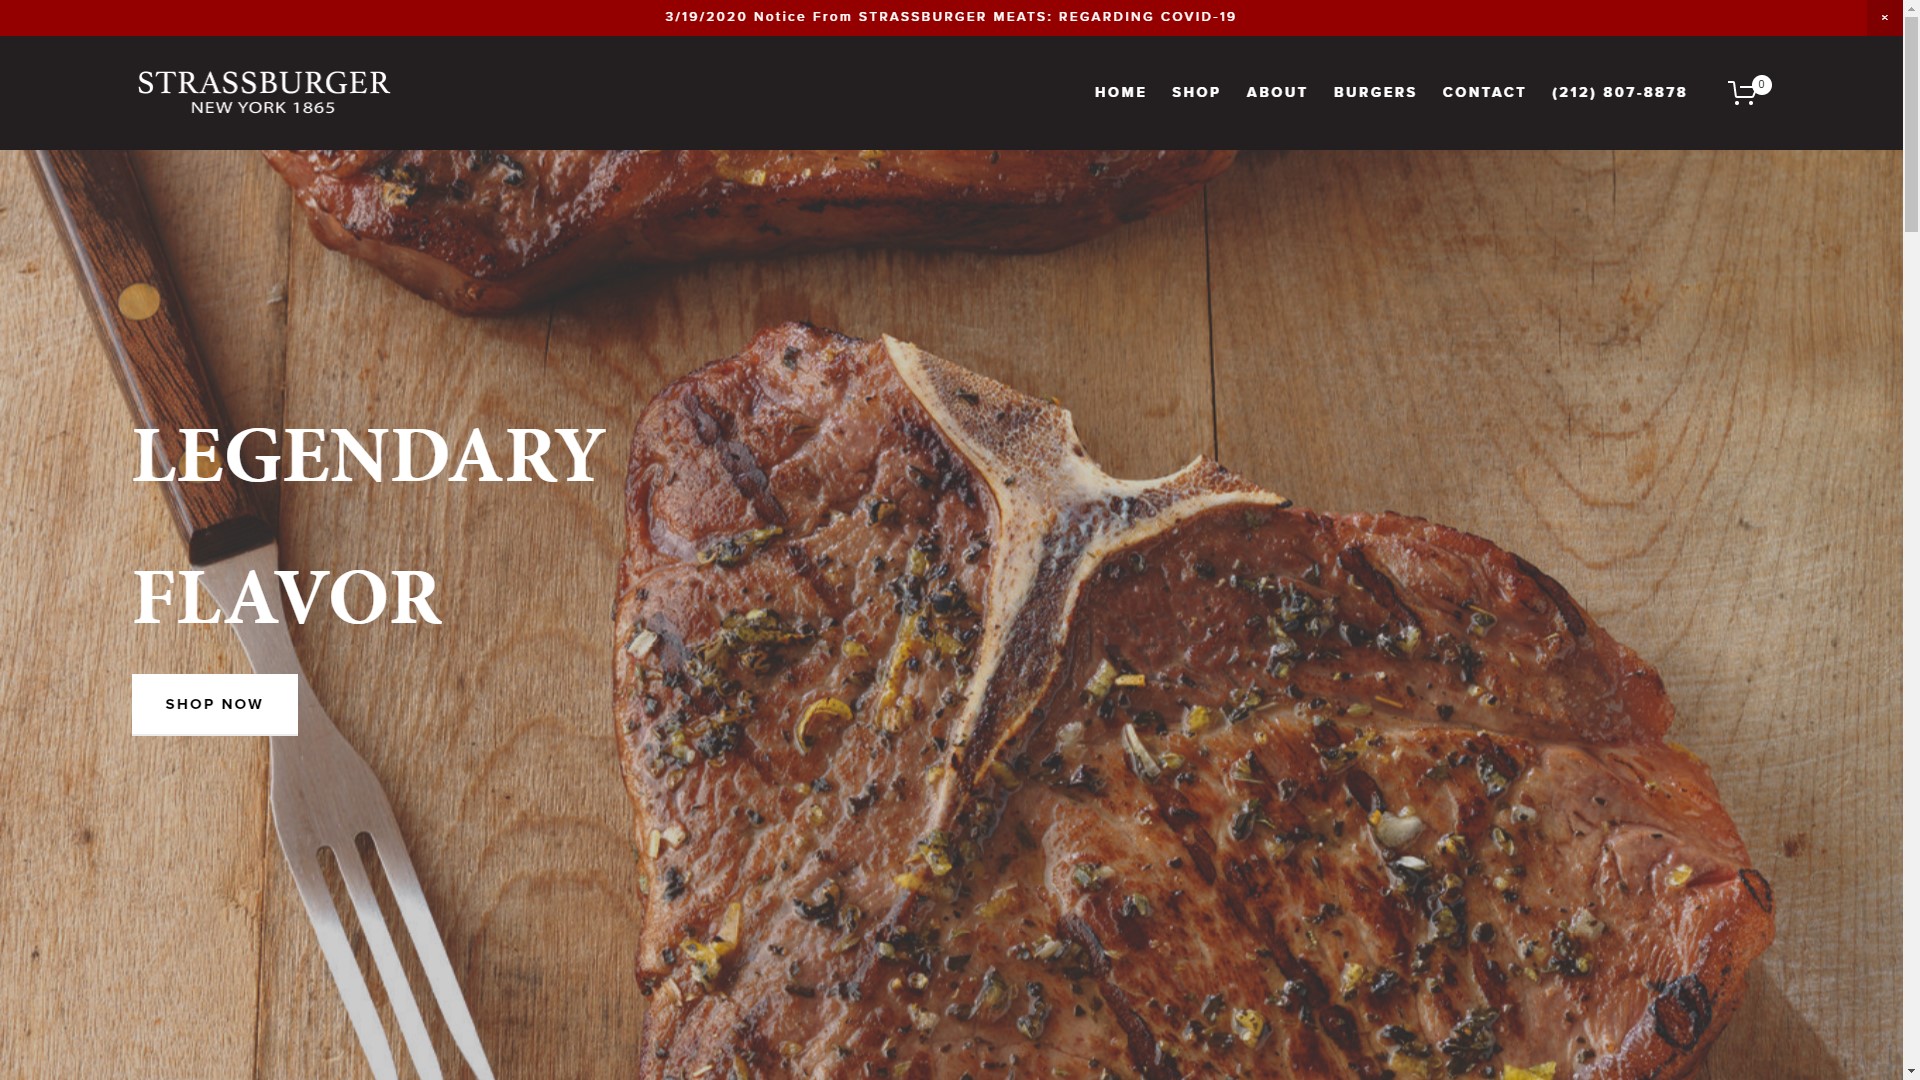 3/19/2020 Notice From STRASSBURGER MEATS: REGARDING COVID-19
×
STRASSBURGER
NEW YORK 1865
HOME SHOP ABOUT BURGERS CONTACT (212) 807-8878
0
LEGENDARY
FLAVOR
SHOP NOW